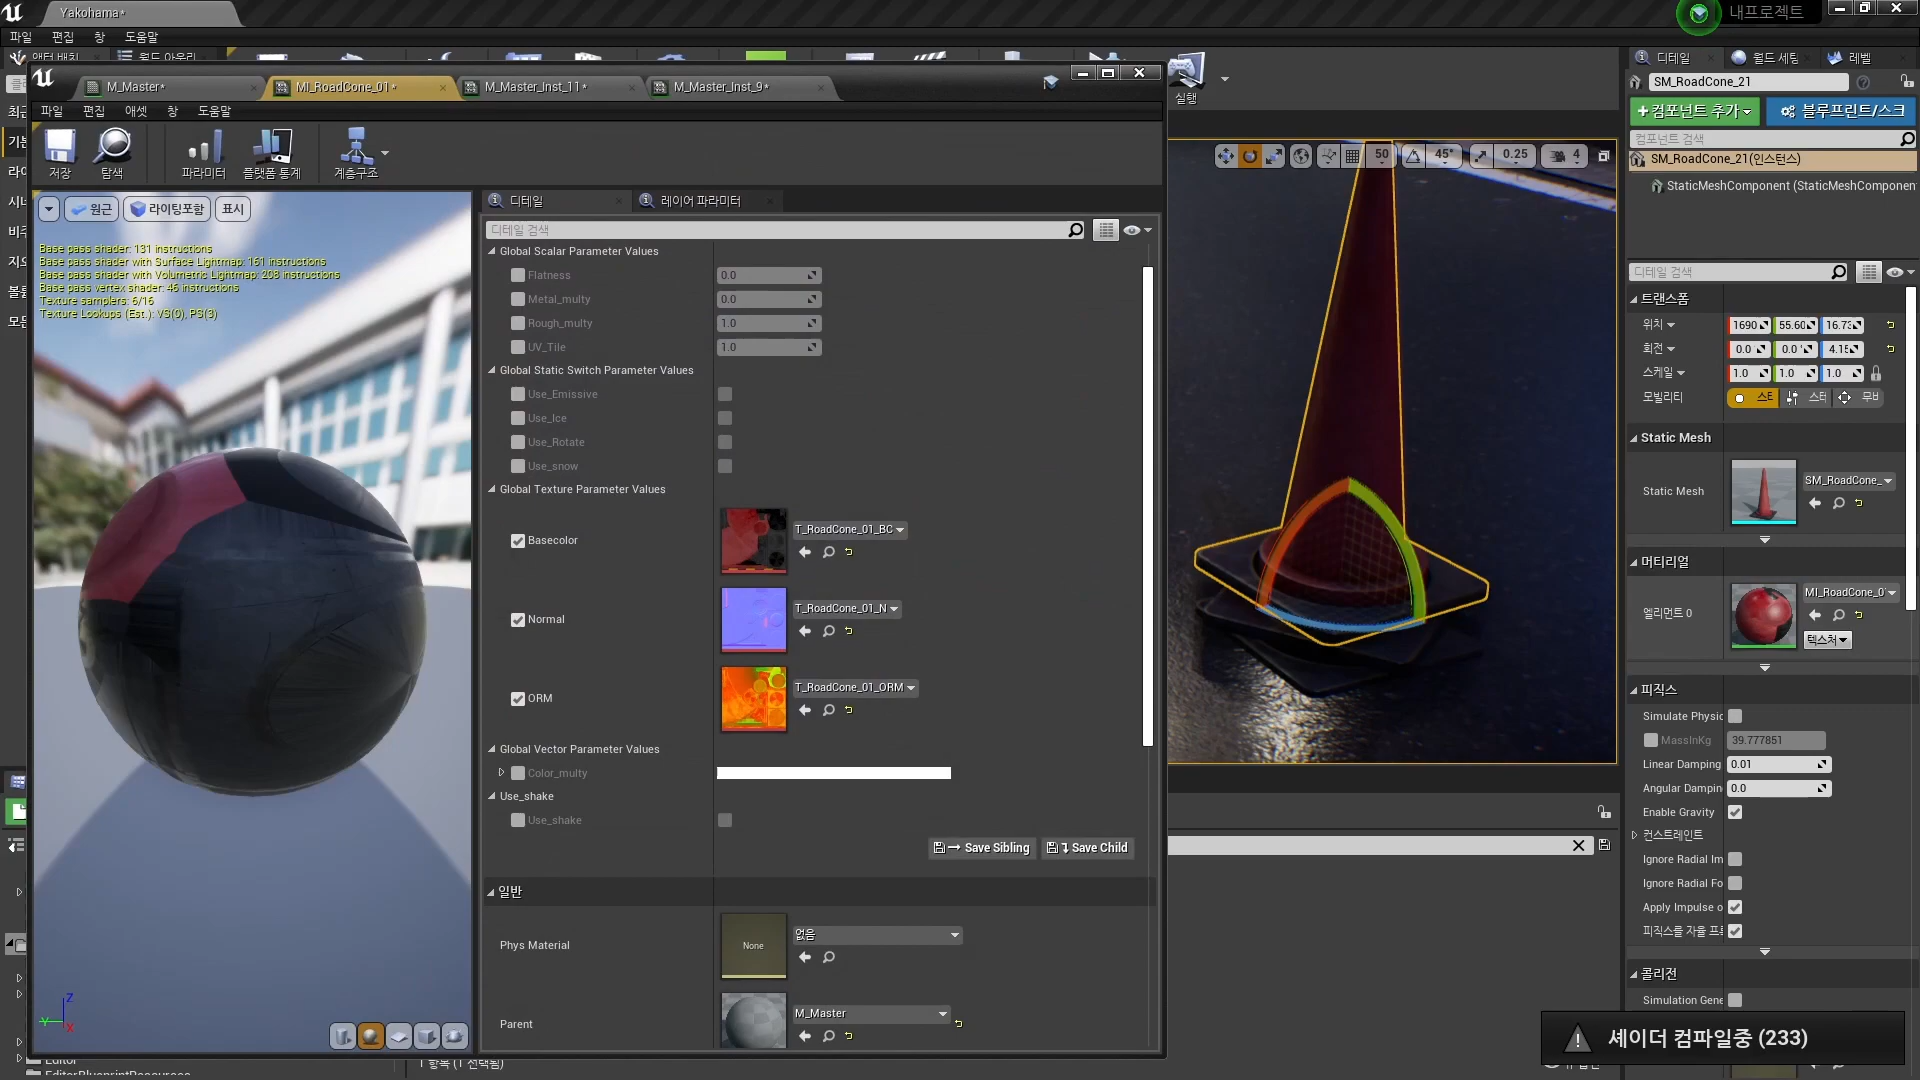 Yakohama*
내프로젝트
파일 편집 창 도움말
M_Master*
MI_RoadCone_01*
M_Master_Inst_11*
M_Master_Inst_9*
파일 편집 애셋 창 도움말
저장
탐색
파라미터
플랫폼 통계
계층구조
원근
라이팅포함
표시
Base pass shader: 131 instructions
Base pass shader with Surface Lightmap: 161 instructions
Base pass shader with Volumetric Lightmap: 208 instructions
Base pass vertex shader: 46 instructions
Texture samplers: 6/16
Texture Lookups (Est.): VS(0), PS(3)
디테일
레이어 파라미터
디테일 검색
Global Scalar Parameter Values
Flatness 0.0
Metal_multy 0.0
Rough_multy 1.0
UV_Tile 1.0
Global Static Switch Parameter Values
Use_Emissive
Use_Ice
Use_Rotate
Use_snow
Global Texture Parameter Values
Basecolor
T_RoadCone_01_BC
Normal
T_RoadCone_01_N
ORM
T_RoadCone_01_ORM
Global Vector Parameter Values
Color_multy
Use_shake
Use_shake
Save Sibling
Save Child
일반
Phys Material
None
없음
Parent
M_Master
실행
50
45°
0.25
4
디테일
월드 세팅
레벨
SM_RoadCone_21
+컴포넌트 추가
블루프린트/스크
컴포넌트 검색
SM_RoadCone_21(인스턴스)
StaticMeshComponent (StaticMeshComponen
디테일 검색
트랜스폼
위치 1690 55.60 16.73
회전 0.0 0.0 4.18
스케일 1.0 1.0 1.0
모빌리티 스터 무비
Static Mesh
Static Mesh
SM_RoadCone_
머티리얼
엘리먼트 0
MI_RoadCone_0
텍스처
피직스
Simulate Physic
MassInKg 39.777851
Linear Damping 0.01
Angular Dampin 0.0
Enable Gravity
컨스트레인트
Ignore Radial Im
Ignore Radial Fo
Apply Impulse o
콜리전
Simulation Gene
셰이더 컴파일중 (233)
Editor
EditorBlueprintResources
1 항목 (1 선택됨)